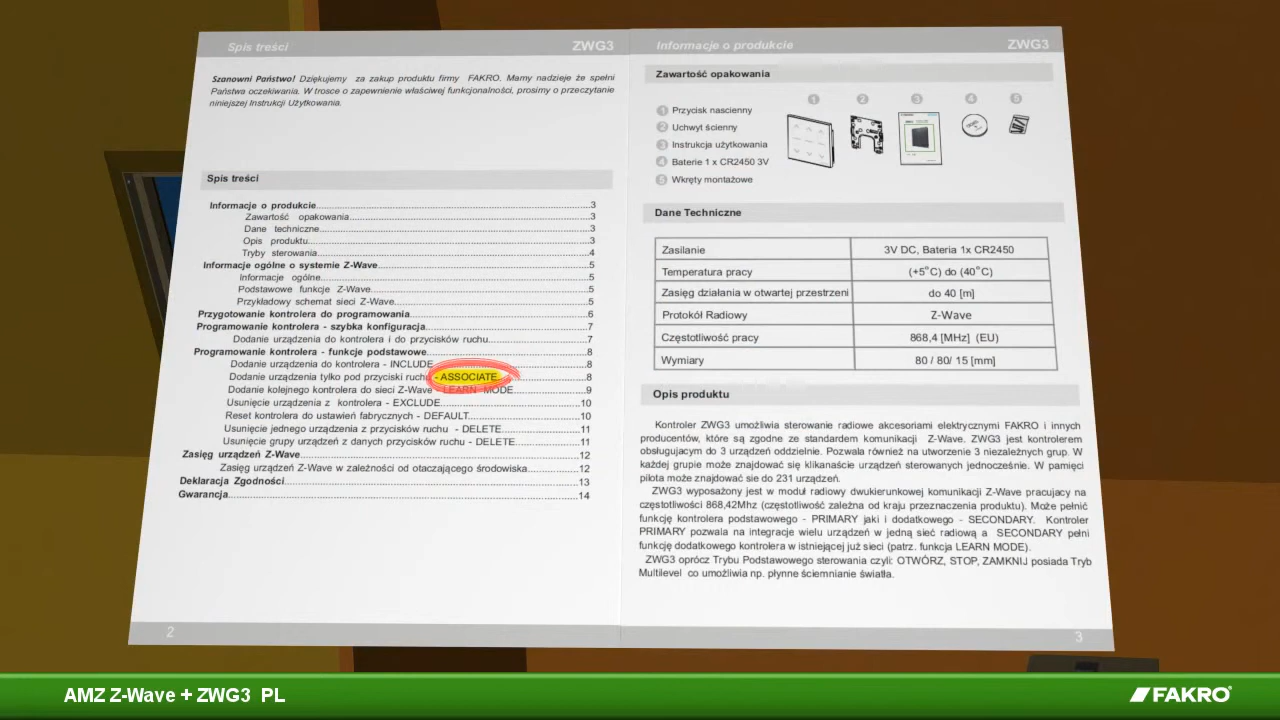 Spis treści ZWG3
Szanowni Państwo! Dziękujemy za zakup produktu firmy FAKRO. Mamy nadzieje że spełni
Państwa oczekiwania. W trosce o zapewnienie właściwej funkcjonalności, prosimy o przeczytanie
niniejszej Instrukcji Użytkowania.
Spis treści
Informacje o produkcie....3
Zawartość opakowania....3
Dane techniczne....3
Opis produktu....3
Tryby sterowania....4
Informacje ogólne o systemie Z-Wave....5
Informacje ogólne....5
Podstawowe funkcje Z-Wave....5
Przykładowy schemat sieci Z-Wave....5
Przygotowanie kontrolera do programowania....6
Programowanie kontrolera - szybka konfiguracja....7
Dodanie urządzenia do kontrolera i do przycisków ruchu....7
Programowanie kontrolera - funkcje podstawowe....8
Dodanie urządzenia do kontrolera - INCLUDE....8
Dodanie urządzenia tylko pod przyciski ruchu - ASSOCIATE....8
Dodanie kolejnego kontrolera do sieci Z-Wave - LEARN MODE....9
Usunięcie urządzenia z kontrolera - EXCLUDE....10
Reset kontrolera do ustawień fabrycznych - DEFAULT....10
Usunięcie jednego urządzenia z przycisków ruchu - DELETE....11
Usunięcie grupy urządzeń z danych przycisków ruchu - DELETE....11
Zasięg urządzeń Z-Wave....12
Zasięg urządzeń Z-Wave w zależności od otaczającego środowiska....12
Deklaracja Zgodności....13
Gwarancja....14
2
Informacje o produkcie ZWG3
Zawartość opakowania
1 2 3 4 5
1 Przycisk nascienny
2 Uchwyt ścienny
3 Instrukcja użytkowania
4 Baterie 1 x CR2450 3V
5 Wkręty montażowe
Dane Techniczne
Zasilanie 3V DC, Bateria 1x CR2450
Temperatura pracy (+5°C) do (40°C)
Zasięg działania w otwartej przestrzeni do 40 [m]
Protokół Radiowy Z-Wave
Częstotliwość pracy 868,4 [MHz] (EU)
Wymiary 80 / 80/ 15 [mm]
Opis produktu
Kontroler ZWG3 umożliwia sterowanie radiowe akcesoriami elektrycznymi FAKRO i innych
producentów, które są zgodne ze standardem komunikacji Z-Wave. ZWG3 jest kontrolerem
obsługującym do 3 urządzeń oddzielnie. Pozwala również na utworzenie 3 niezależnych grup. W
każdej grupie może znajdować się klikanaście urządzeń sterowanych jednocześnie. W pamięci
pilota może znajdować sie do 231 urządzeń.
ZWG3 wyposażony jest w moduł radiowy dwukierunkowej komunikacji Z-Wave pracujacy na
częstotliwości 868,42Mhz (częstotliwość zależna od kraju przeznaczenia produktu). Może pełnić
funkcję kontrolera podstawowego - PRIMARY jaki i dodatkowego - SECONDARY. Kontroler
PRIMARY pozwala na integracje wielu urządzeń w jedną sieć radiową a SECONDARY pełni
funkcję dodatkowego kontrolera w istniejącej już sieci (patrz. funkcja LEARN MODE).
ZWG3 oprócz Trybu Podstawowego sterowania czyli: OTWÓRZ, STOP, ZAMKNIJ posiada Tryb
Multilevel co umożliwia np. płynne ściemnianie światła.
3
AMZ Z-Wave + ZWG3 PL
FAKRO